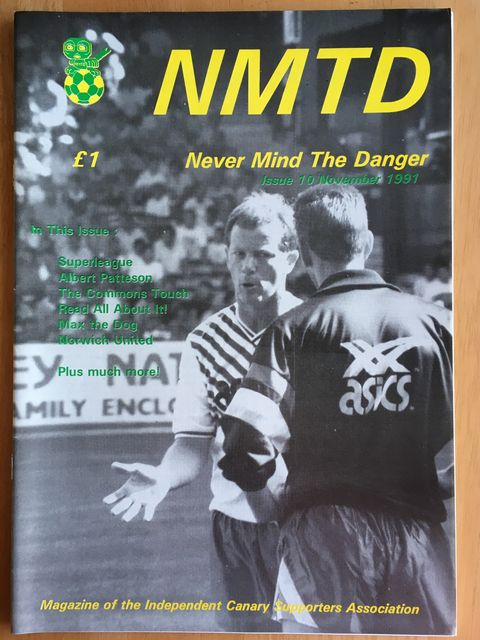 NMTD
£1
Never Mind The Danger
Issue 10 November 1991
In This Issue :
Superleague
Albert Patteson
The Commons Touch
Read All About It!
Max the Dog
Norwich United
Plus much more!
EY NAT
AMILY ENCLO
asics
Magazine of the Independent Canary Supporters Association